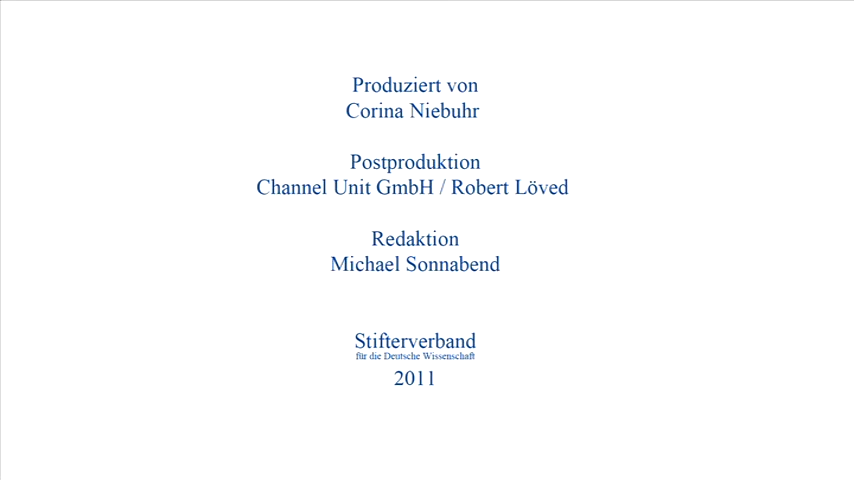 Produziert von
Corina Niebuhr
Postproduktion
Channel Unit GmbH / Robert Löved
Redaktion
Michael Sonnabend
Stifterverband
für die Deutsche Wissenschaft
2011